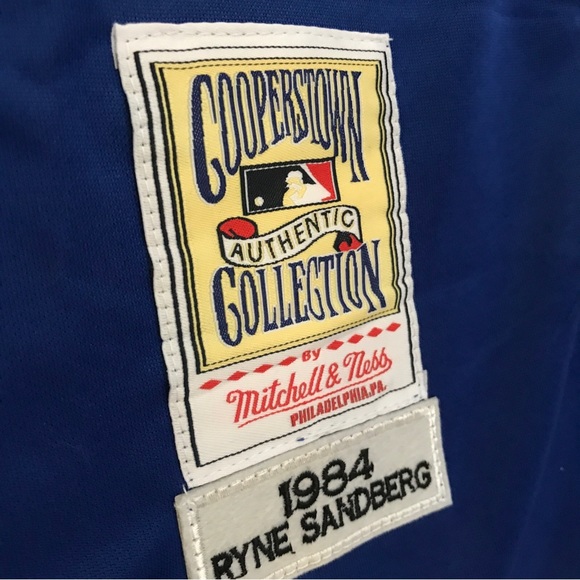 COOPERSTOWN
AUTHENTIC
COLLECTION
BY
Mitchell & Ness
PHILADELPHIA, PA.
1984
RYNE SANDBERG